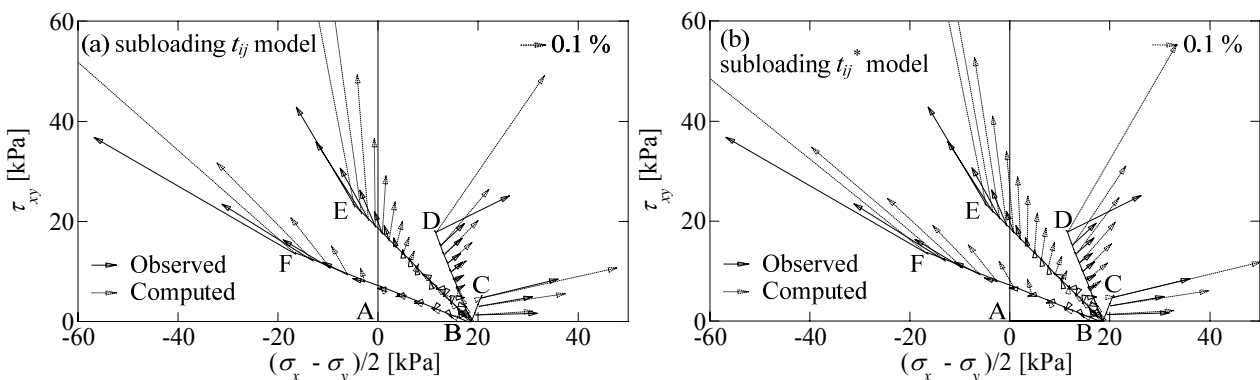 60
(a) subloading tij model
0.1 %
40
τxy [kPa]
E
D
20
F
Observed
Computed
A
C
B
0
-60
-40
-20
0
20
40
(σx - σy)/2 [kPa]
60
(b)
0.1 %
subloading tij* model
40
τxy [kPa]
E
D
20
F
Observed
Computed
A
C
B
0
-60
-40
-20
0
20
40
(σx - σy)/2 [kPa]